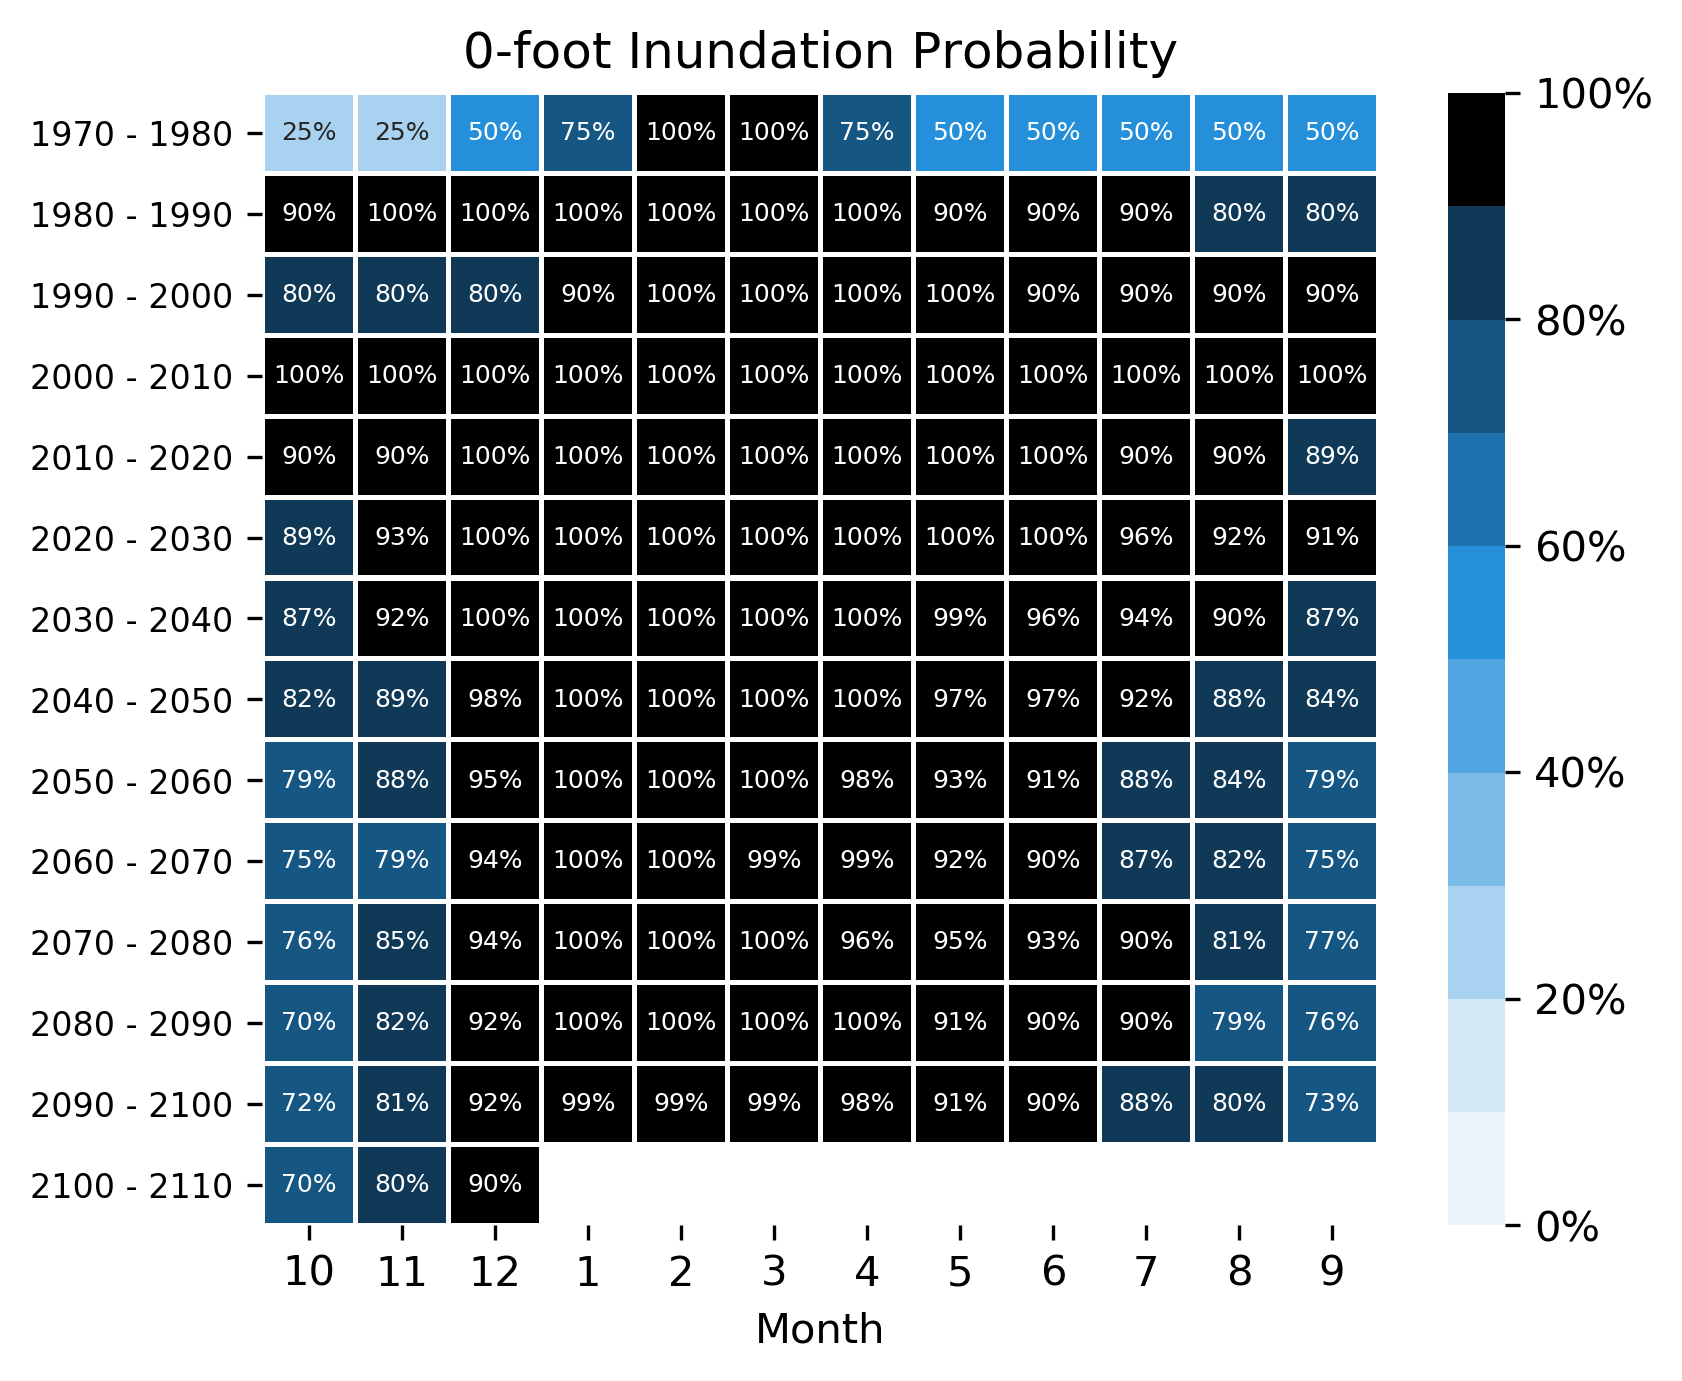 0-foot Inundation Probability
100%
1970 - 1980 25% 25% 50% 75% 100% 100% 75% 50% 50% 50% 50% 50%
1980 - 1990 90% 100% 100% 100% 100% 100% 100% 90% 90% 90% 80% 80%
1990 - 2000 80% 80% 80% 90% 100% 100% 100% 100% 90% 90% 90% 90%
80%
2000 - 2010 100% 100% 100% 100% 100% 100% 100% 100% 100% 100% 100% 100%
2010 - 2020 90% 90% 100% 100% 100% 100% 100% 100% 100% 90% 90% 89%
2020 - 2030 89% 93% 100% 100% 100% 100% 100% 100% 100% 96% 92% 91%
60%
2030 - 2040 87% 92% 100% 100% 100% 100% 100% 99% 96% 94% 90% 87%
2040 - 2050 82% 89% 98% 100% 100% 100% 100% 97% 97% 92% 88% 84%
2050 - 2060 79% 88% 95% 100% 100% 100% 98% 93% 91% 88% 84% 79%
40%
2060 - 2070 75% 79% 94% 100% 100% 99% 99% 92% 90% 87% 82% 75%
2070 - 2080 76% 85% 94% 100% 100% 100% 96% 95% 93% 90% 81% 77%
20%
2080 - 2090 70% 82% 92% 100% 100% 100% 100% 91% 90% 90% 79% 76%
2090 - 2100 72% 81% 92% 99% 99% 99% 98% 91% 90% 88% 80% 73%
2100 - 2110 70% 80% 90%
0%
10 11 12 1 2 3 4 5 6 7 8 9
Month